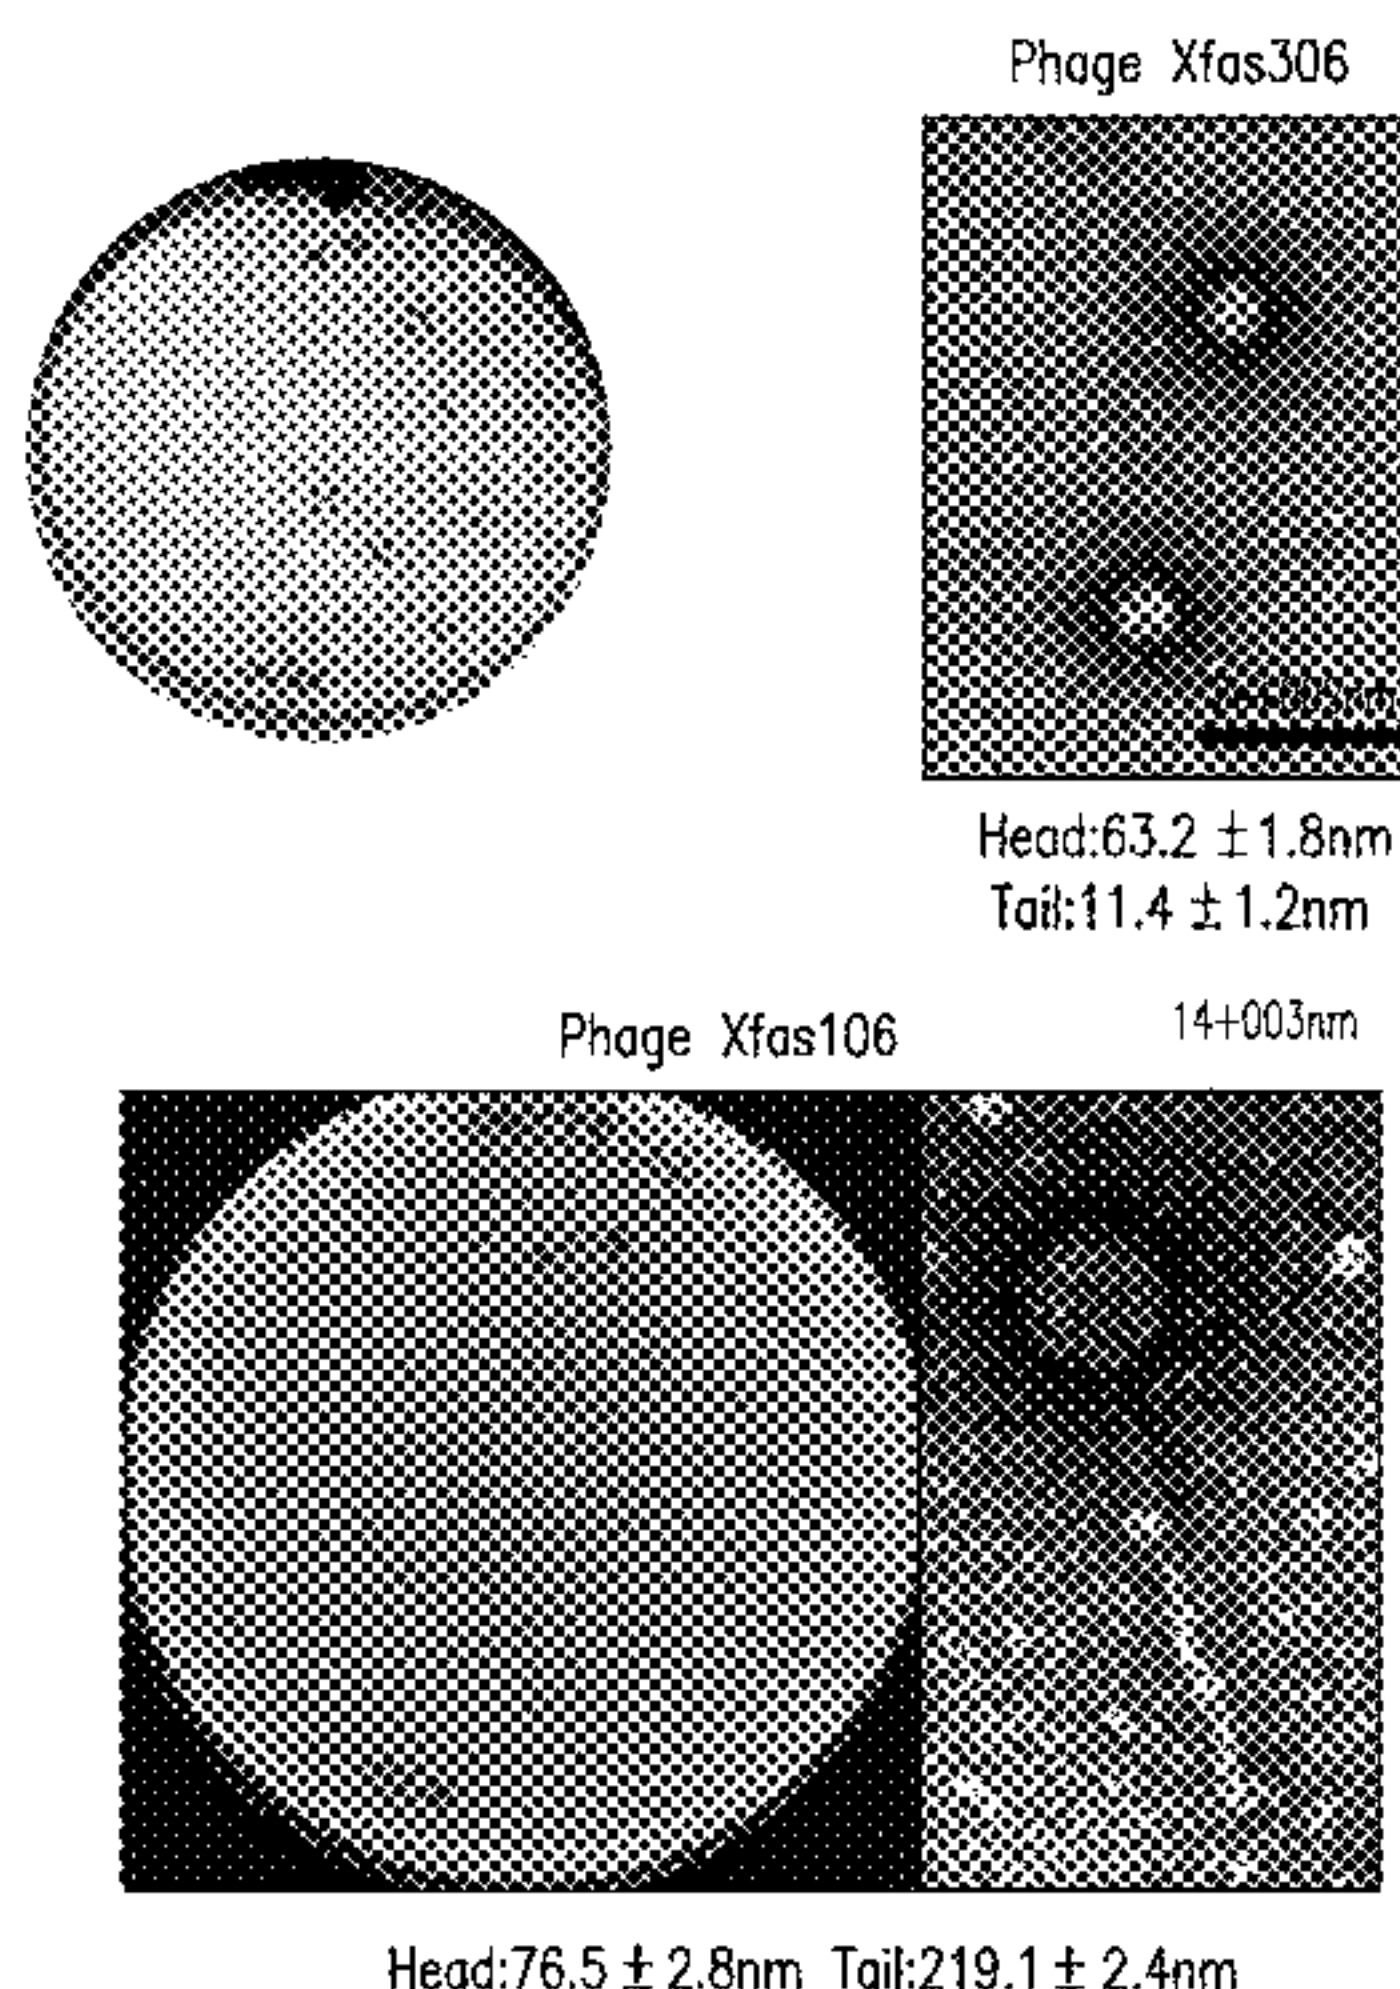 Phage Xfas306
Head:63.2 ±1.8nm
Tail:11.4 ±1.2nm
Phage Xfas106
14+003nm
Head:76.5 ± 2.8nm Tail:219.1 ± 2.4nm